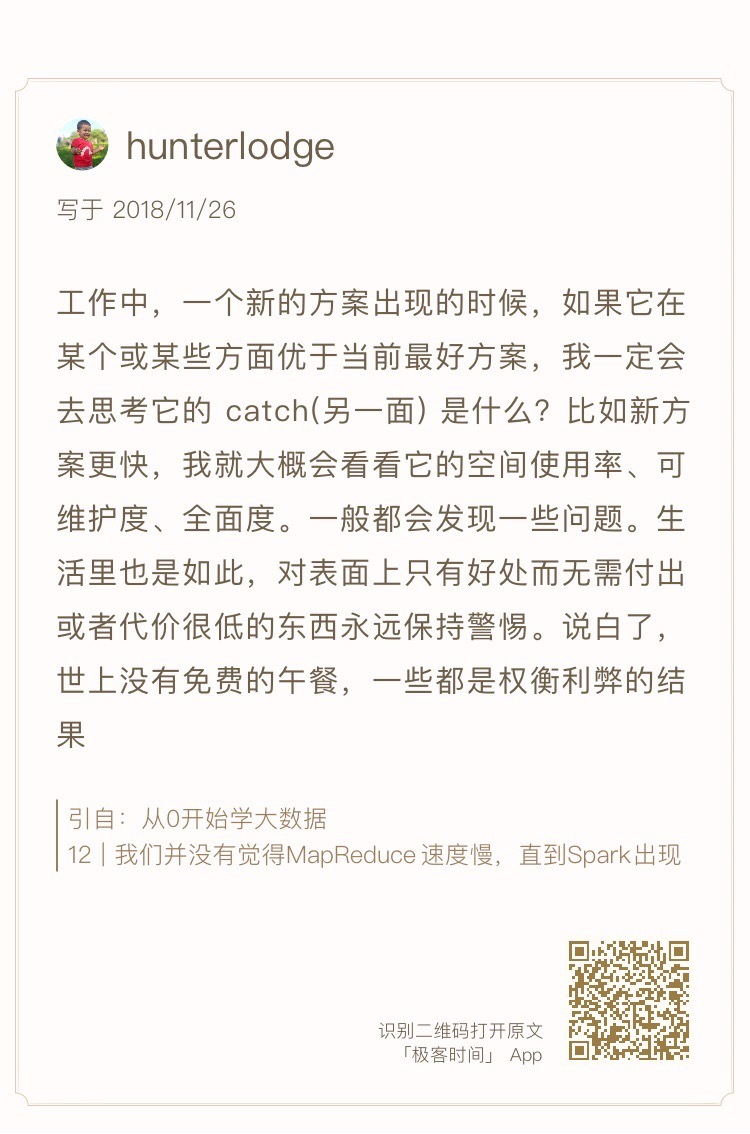 hunterlodge
写于 2018/11/26
工作中，一个新的方案出现的时候，如果它在
某个或某些方面优于当前最好方案，我一定会
去思考它的 catch(另一面) 是什么？比如新方
案更快，我就大概会看看它的空间使用率、可
维护度、全面度。一般都会发现一些问题。生
活里也是如此，对表面上只有好处而无需付出
或者代价很低的东西永远保持警惕。说白了，
世上没有免费的午餐，一些都是权衡利弊的结
果
引自：从0开始学大数据
12 | 我们并没有觉得MapReduce 速度慢，直到Spark出现
识别二维码打开原文
「极客时间」 App